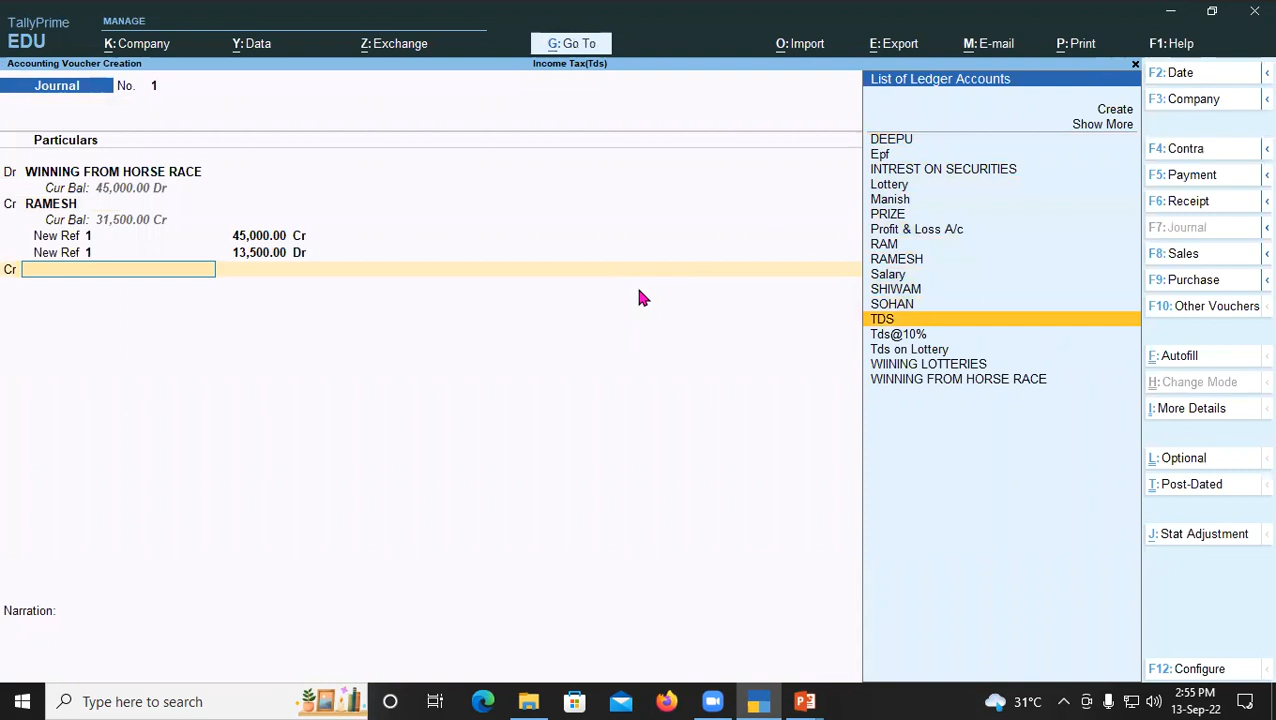 TallyPrime
EDU
MANAGE
K: Company
Y: Data
Z: Exchange
G: Go To
O: Import
E: Export
M: E-mail
P: Print
F1: Help
Accounting Voucher Creation
Income Tax(Tds)
Journal No. 1
Particulars
Dr WINNING FROM HORSE RACE
Cur Bal: 45,000.00 Dr
Cr RAMESH
Cur Bal: 31,500.00 Cr
New Ref 1 45,000.00 Cr
New Ref 1 13,500.00 Dr
Cr
Narration:
List of Ledger Accounts
Create
Show More
DEEPU
Epf
INTREST ON SECURITIES
Lottery
Manish
PRIZE
Profit & Loss A/c
RAM
RAMESH
Salary
SHIWAM
SOHAN
TDS
Tds@10%
Tds on Lottery
WIINING LOTTERIES
WINNING FROM HORSE RACE
F2: Date
F3: Company
F4: Contra
F5: Payment
F6: Receipt
F7: Journal
F8: Sales
F9: Purchase
F10: Other Vouchers
F: Autofill
H: Change Mode
I: More Details
L: Optional
T: Post-Dated
J: Stat Adjustment
F12: Configure
Type here to search
31°C
2:55 PM
13-Sep-22